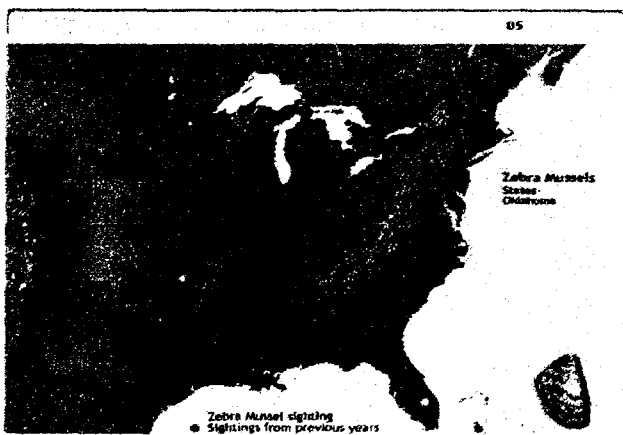 05
Zebra Mussels
States-
Oklahoma
Zebra Mussel sighting
Sightings from previous years